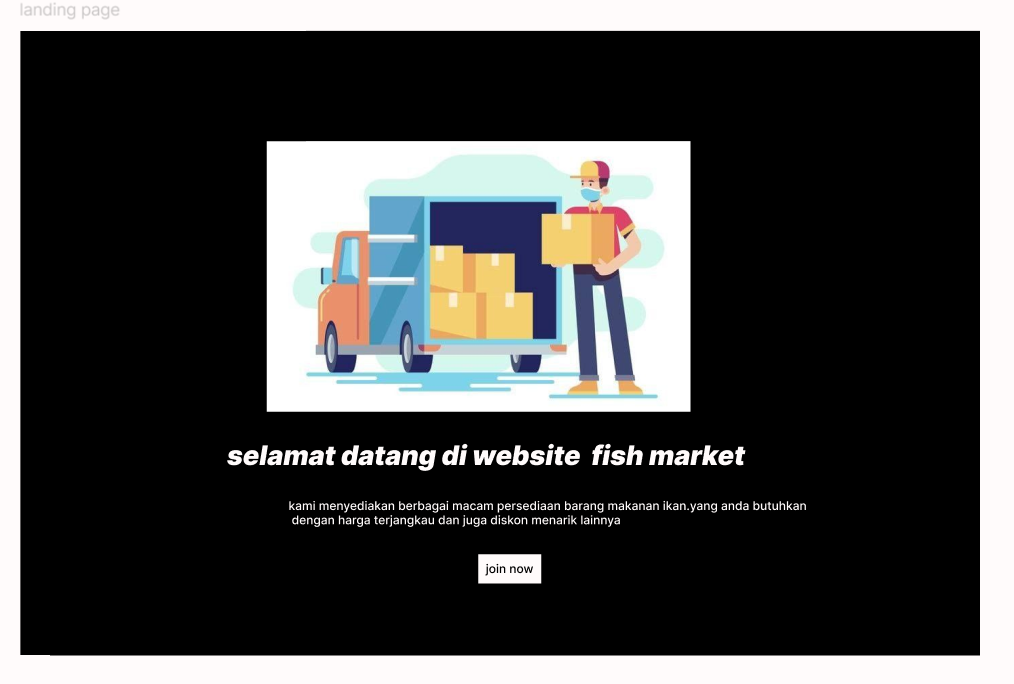 landing page
selamat datang di website fish market
kami menyediakan berbagai macam persediaan barang makanan ikan.yang anda butuhkan
dengan harga terjangkau dan juga diskon menarik lainnya
join now